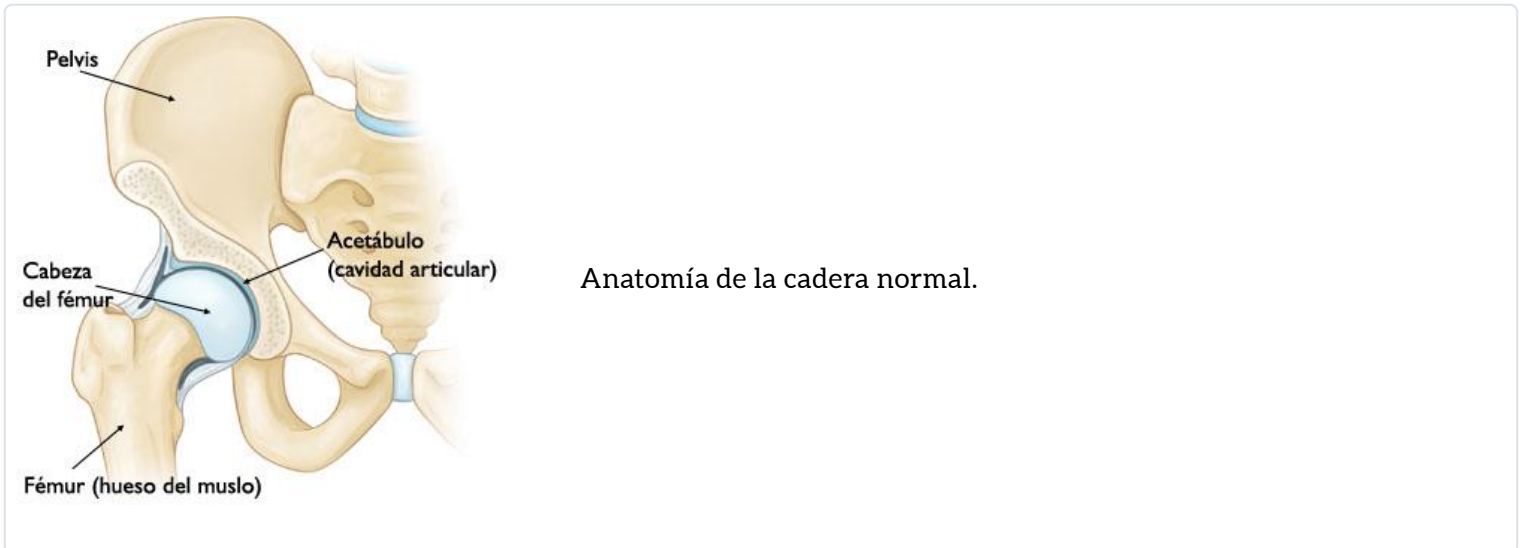 Pelvis
Acetábulo
(cavidad articular)
Cabeza
del fémur
Fémur (hueso del muslo)
Anatomía de la cadera normal.